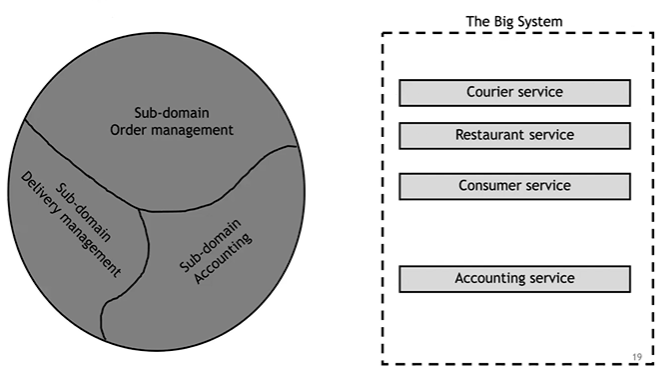 The Big System
Sub-domain
Order management
Sub-domain
Delivery management
Sub-domain
Accounting
Courier service
Restaurant service
Consumer service
Accounting service
19